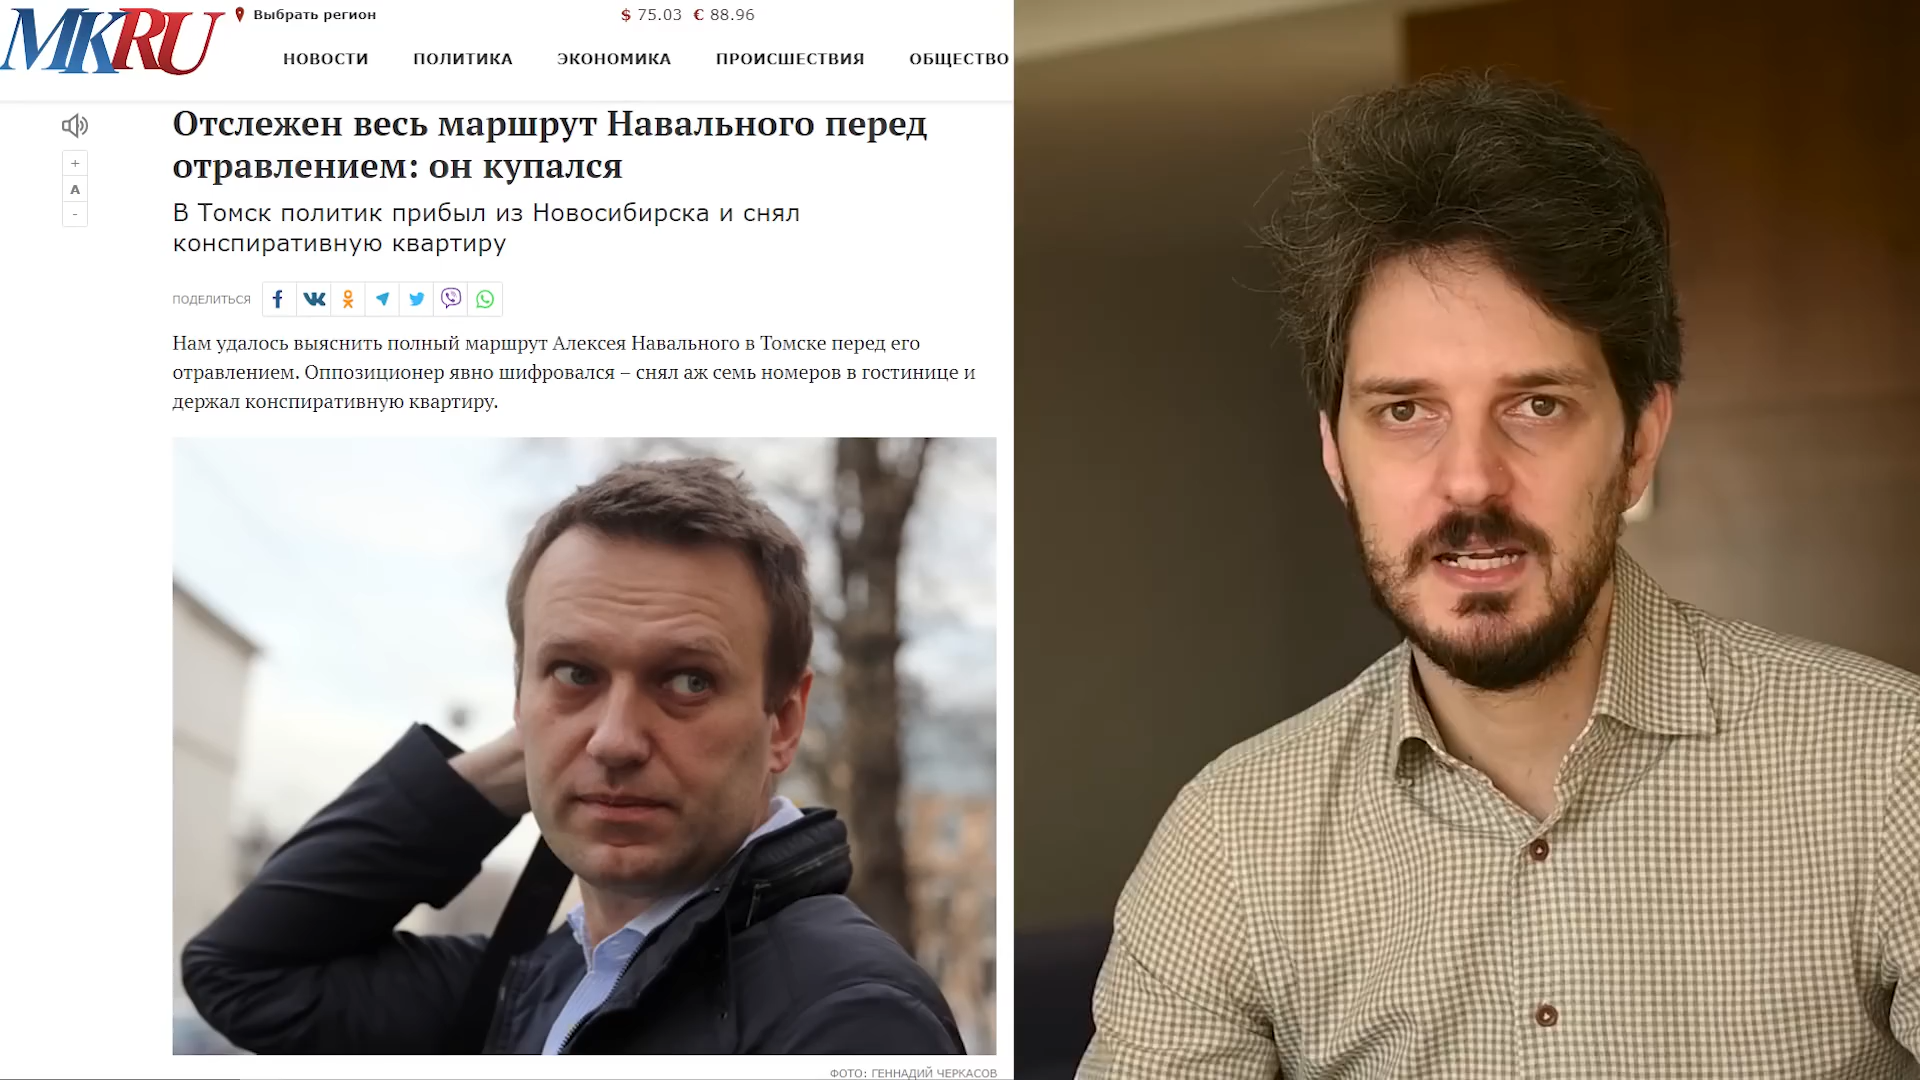 MKRU
Выбрать регион
$ 75.03 € 88.96
НОВОСТИ ПОЛИТИКА ЭКОНОМИКА ПРОИСШЕСТВИЯ ОБЩЕСТВО
Отслежен весь маршрут Навального перед
отравлением: он купался
+
A
-
В Томск политик прибыл из Новосибирска и снял
конспиративную квартиру
ПОДЕЛИТЬСЯ
Нам удалось выяснить полный маршрут Алексея Навального в Томске перед его
отравлением. Оппозиционер явно шифровался – снял аж семь номеров в гостинице и
держал конспиративную квартиру.
ФОТО: ГЕННАДИЙ ЧЕРКАСОВ